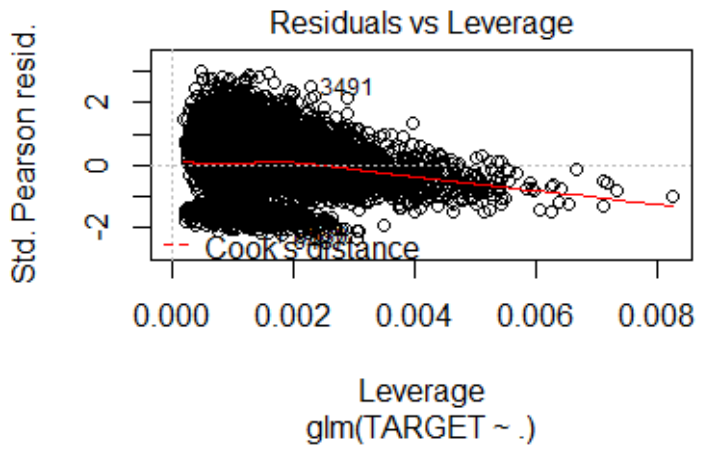 Residuals vs Leverage
Std. Pearson resid.
2
0
-2
3491
Cook's distance
0.000 0.002 0.004 0.006 0.008
Leverage
glm(TARGET ~ .)